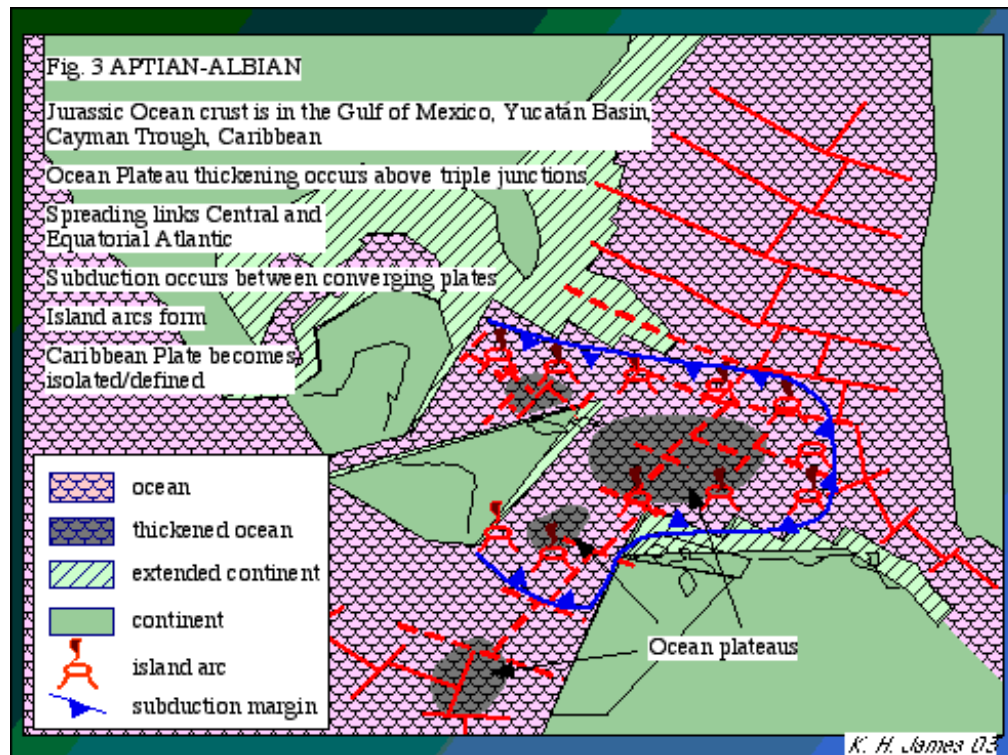 Fig. 3 APTIAN-ALBIAN
Jurassic Ocean crust is in the Gulf of Mexico, Yucatán Basin,
Cayman Trough, Caribbean
Ocean Plateau thickening occurs above triple junctions
Spreading links Central and
Equatorial Atlantic
Subduction occurs between converging plates
Island arcs form
Caribbean Plate becomes
isolated/defined
ocean
thickened ocean
extended continent
continent
island arc
subduction margin
Ocean plateaus
K. H. James 03